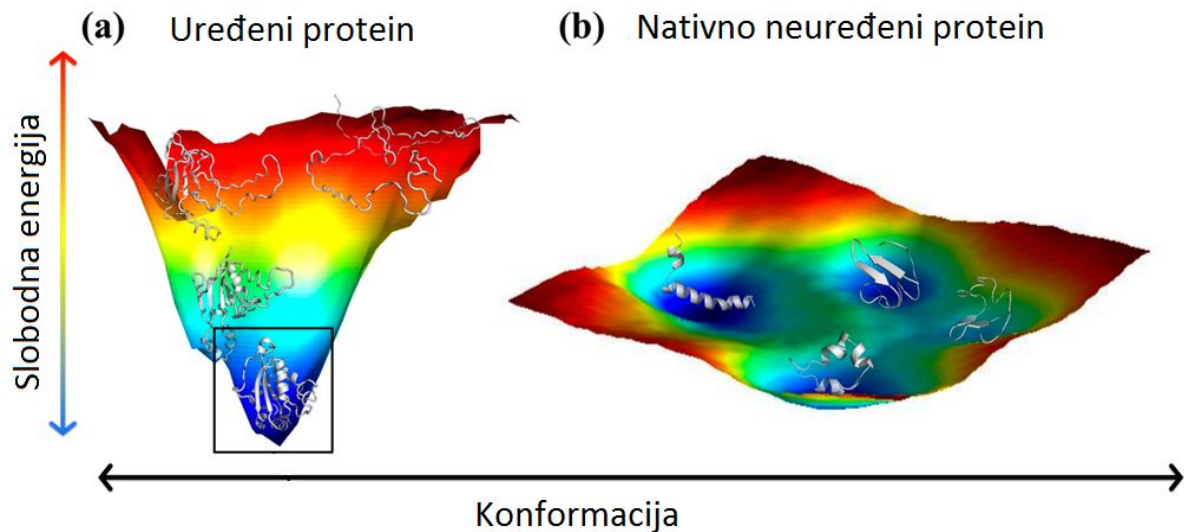 (a) Uređeni protein
(b) Nativno neuređeni protein
Slobodna energija
Konformacija